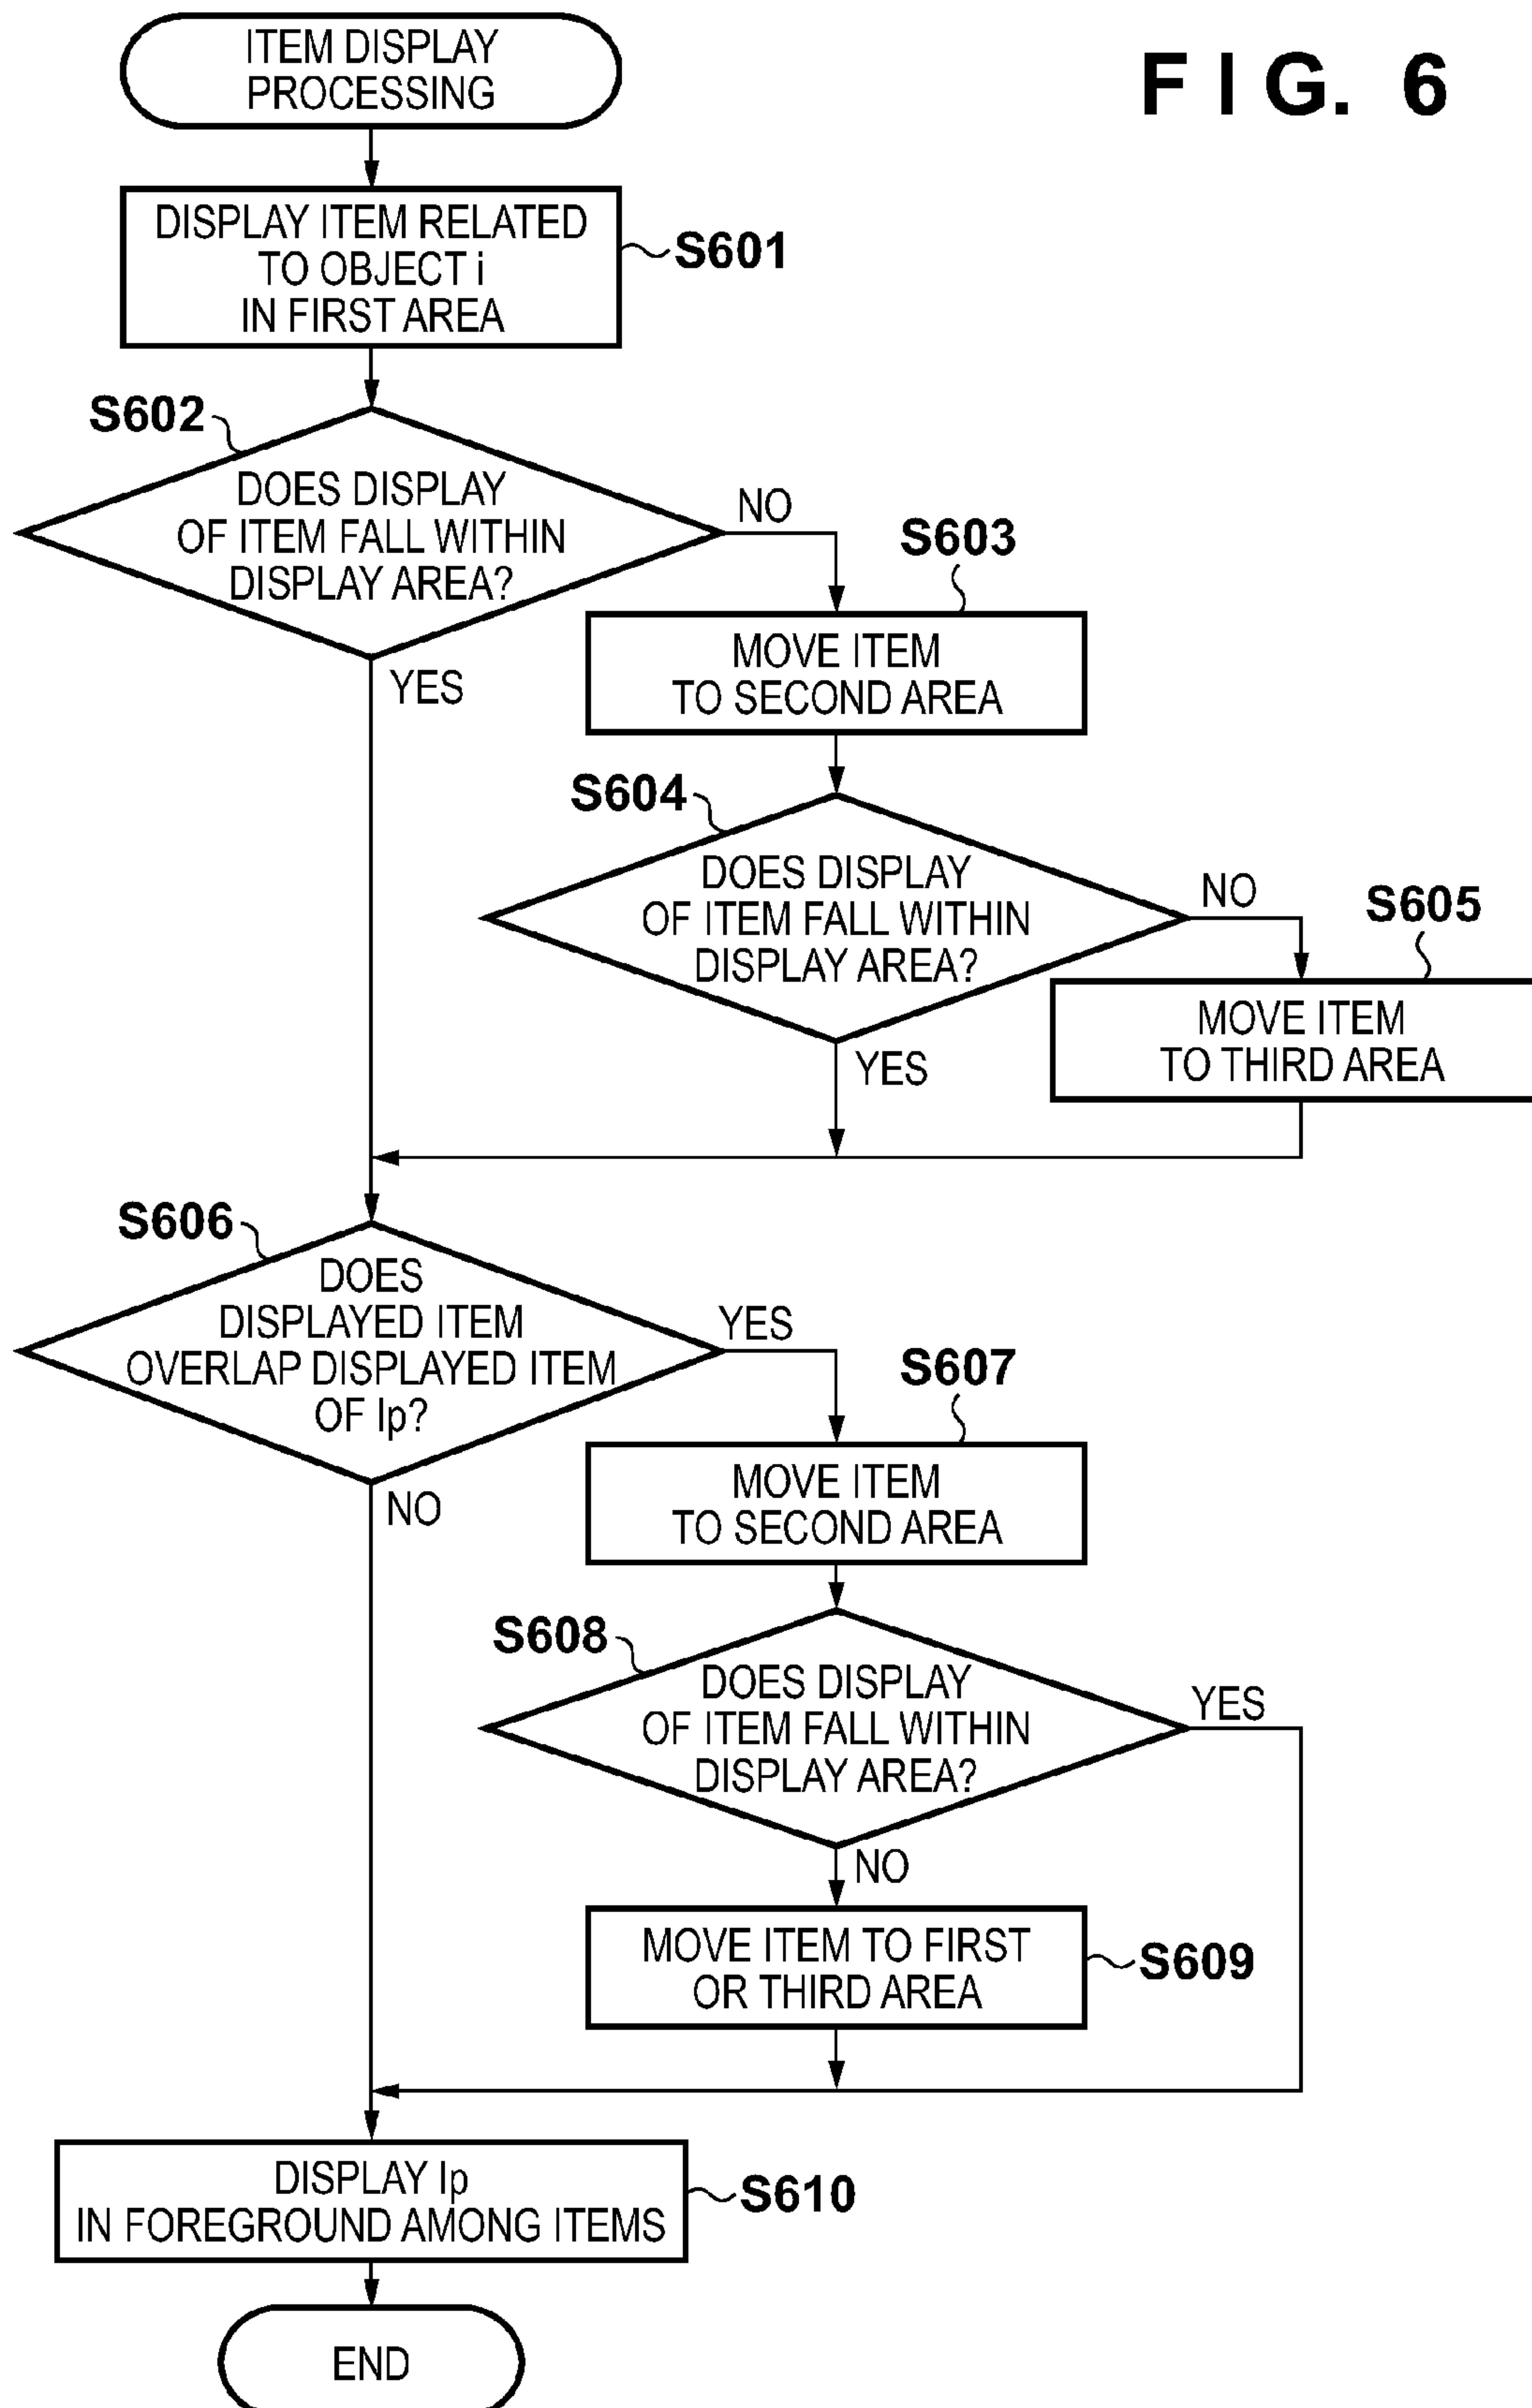 FIG. 6
ITEM DISPLAY
PROCESSING
DISPLAY ITEM RELATED
TO OBJECT i
IN FIRST AREA
S601
S602
DOES DISPLAY
OF ITEM FALL WITHIN
DISPLAY AREA?
NO
YES
S603
MOVE ITEM
TO SECOND AREA
S604
DOES DISPLAY
OF ITEM FALL WITHIN
DISPLAY AREA?
NO
YES
S605
MOVE ITEM
TO THIRD AREA
S606
DOES
DISPLAYED ITEM
OVERLAP DISPLAYED ITEM
OF Ip?
YES
NO
S607
MOVE ITEM
TO SECOND AREA
S608
DOES DISPLAY
OF ITEM FALL WITHIN
DISPLAY AREA?
YES
NO
MOVE ITEM TO FIRST
OR THIRD AREA
S609
DISPLAY Ip
IN FOREGROUND AMONG ITEMS
S610
END